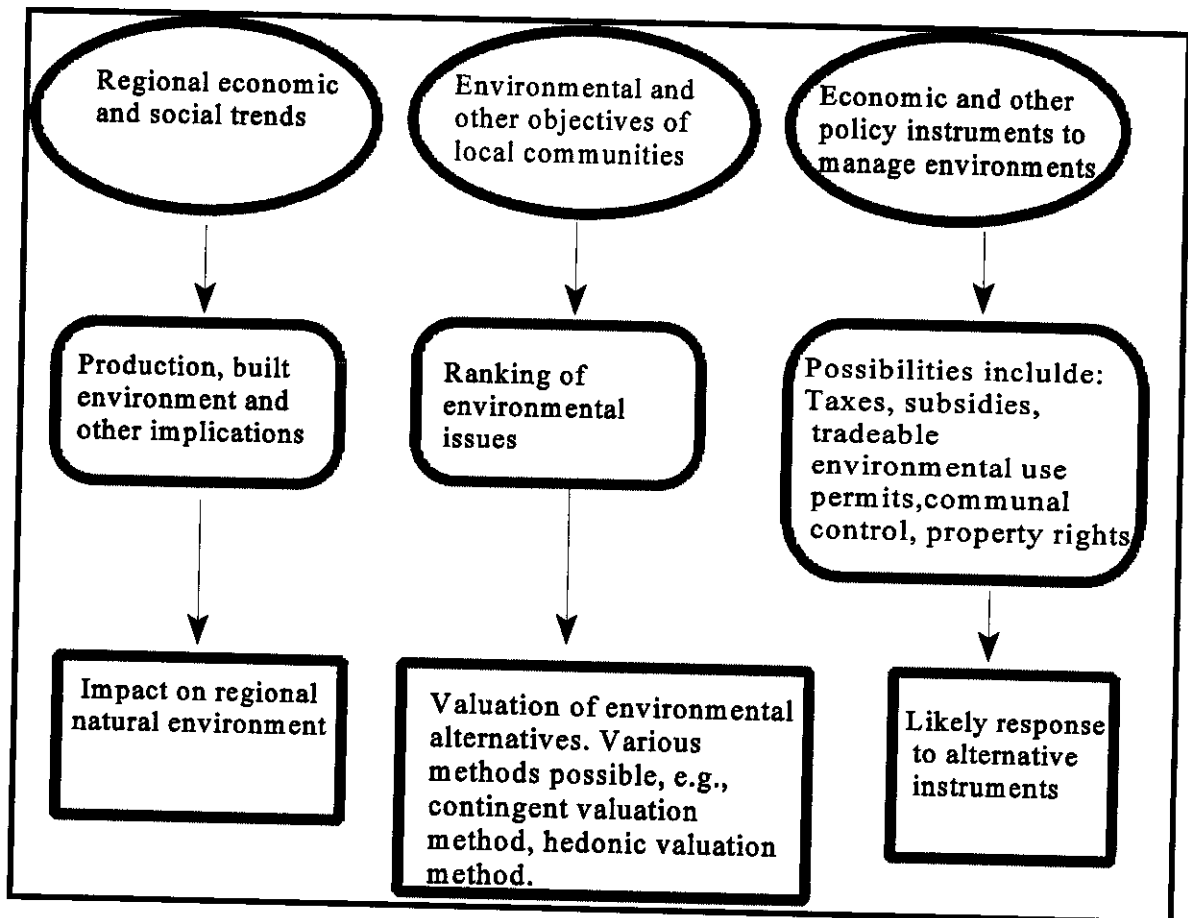 Regional economic
and social trends
Environmental and
other objectives of
local communities
Economic and other
policy instruments to
manage environments
Production, built
environment and
other implications
Ranking of
environmental
issues
Possibilities inclulde:
Taxes, subsidies,
tradeable
environmental use
permits,communal
control, property rights
Impact on regional
natural environment
Valuation of environmental
alternatives. Various
methods possible, e.g.,
contingent valuation
method, hedonic valuation
method.
Likely response
to alternative
instruments